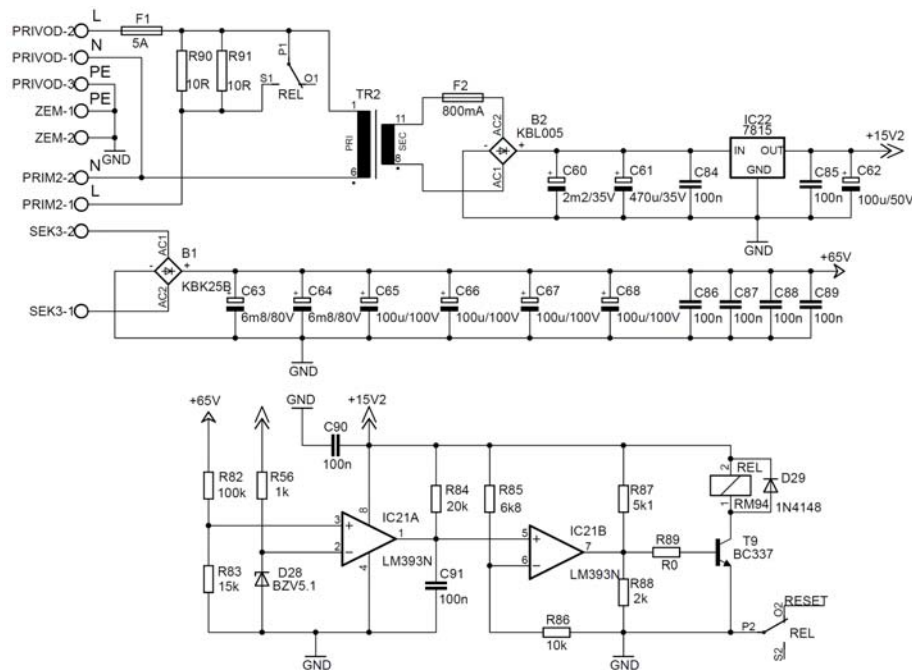 L
F1
PRIVOD-2
5A
N
PRIVOD-1
R90
R91
P1
PE
10R
10R
PRIVOD-3
S1
O1
REL
PE
ZEM-1
TR2
F2
800mA
ZEM-2
GND
1
PRI
6
11
SEC
8
AC2
AC1
B2
KBL005
-
+
IC22
7815
IN
OUT
GND
+15V2
N
PRIM2-2
L
PRIM2-1
C60
2m2/35V
C61
470u/35V
C84
100n
C85
100n
C62
100u/50V
GND
SEK3-2
AC1
B1
-
+
+65V
KBK25B
AC2
SEK3-1
C63
6m8/80V
C64
6m8/80V
C65
100u/100V
C66
100u/100V
C67
100u/100V
C68
100u/100V
C86
100n
C87
100n
C88
100n
C89
100n
GND
+65V
GND
+15V2
C90
100n
R82
100k
R56
1k
R84
20k
R85
6k8
R87
5k1
2
REL
1
RM94
D29
1N4148
8
IC21A
3
+
2
-
1
4
LM393N
IC21B
5
+
6
-
7
LM393N
R89
R0
T9
BC337
R83
15k
D28
BZV5.1
C91
100n
R88
2k
R86
10k
GND
GND
P2
O2
RESET
REL
S2